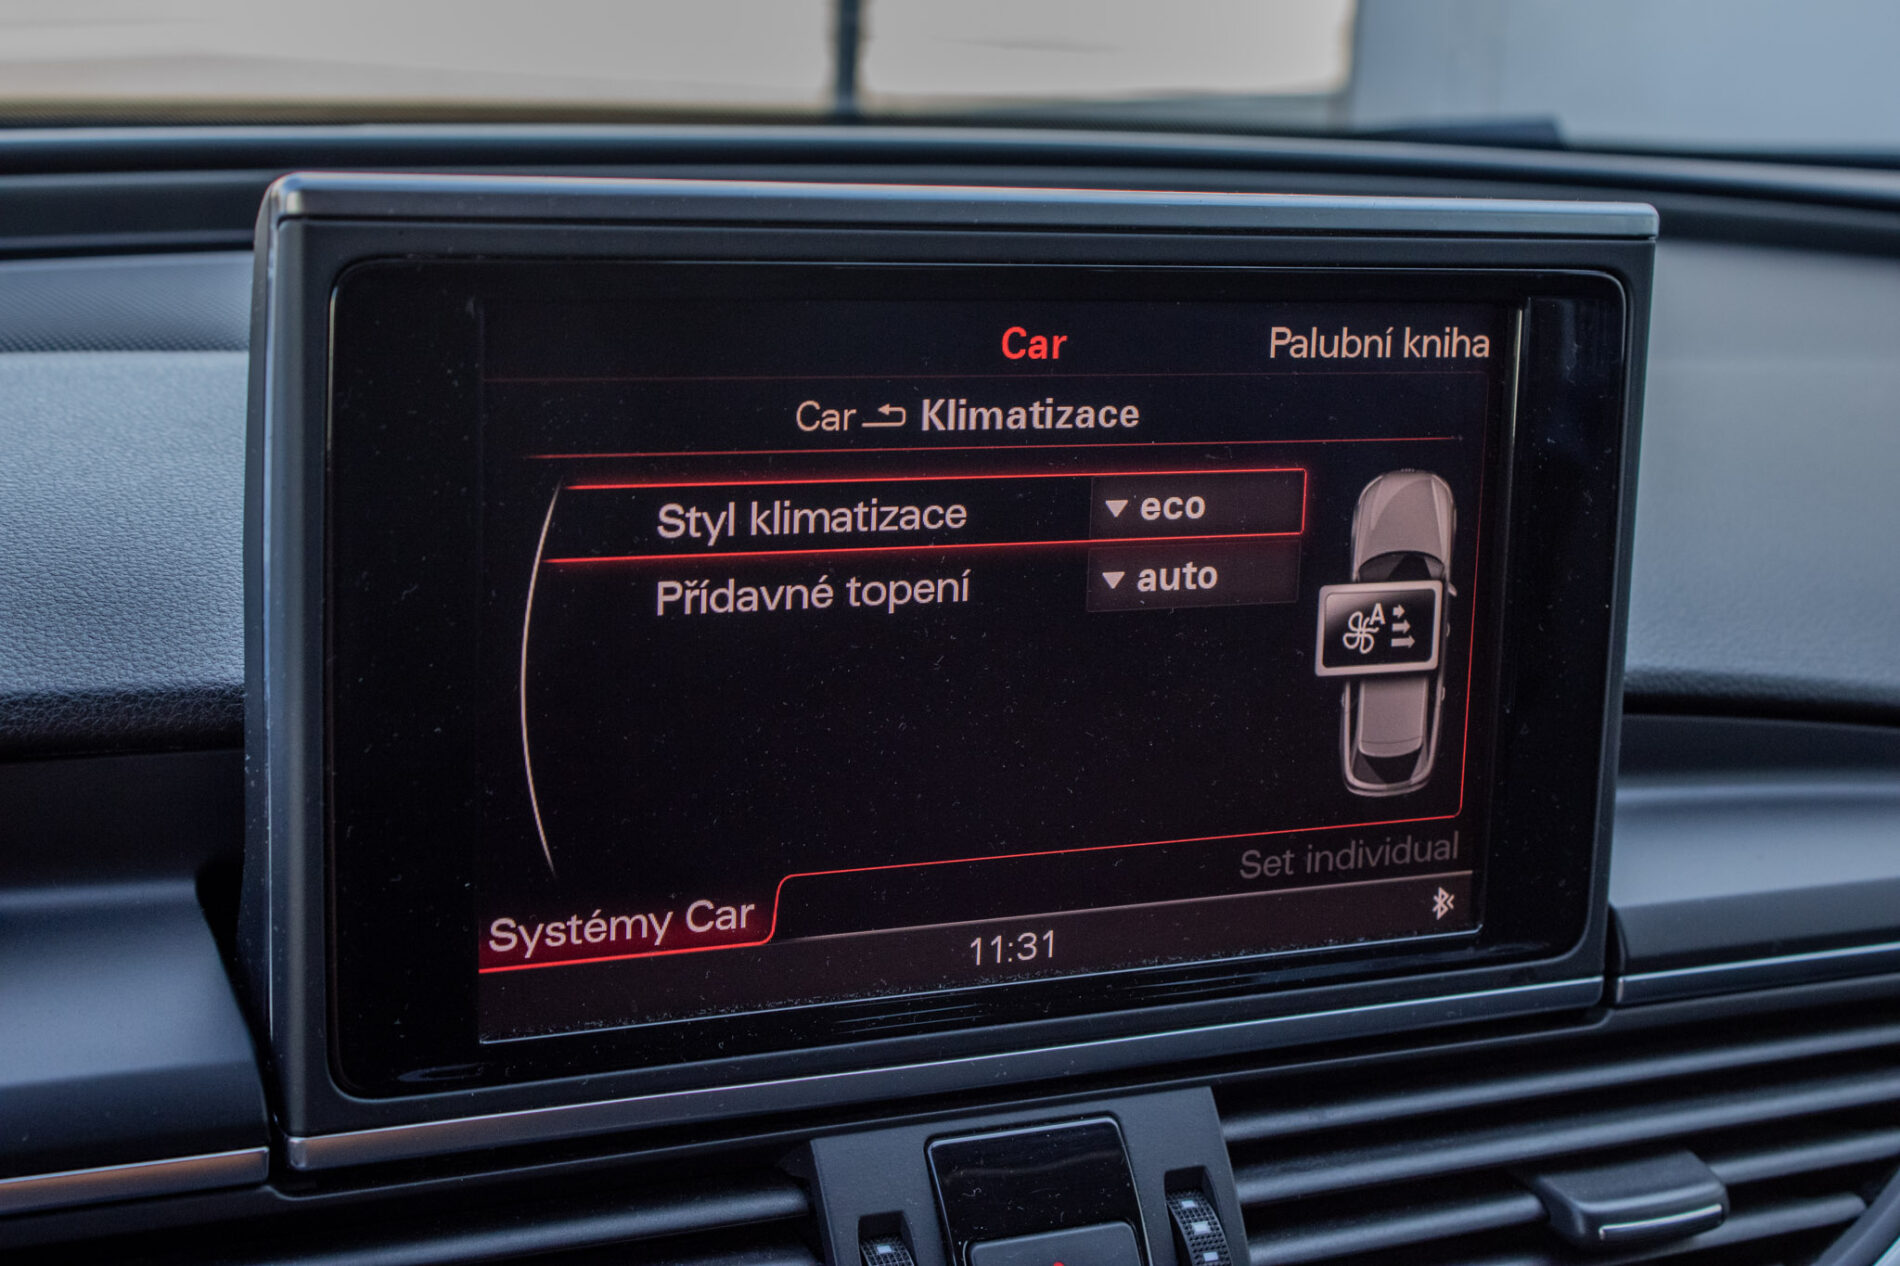 Car
Palubní kniha
Car Klimatizace
Styl klimatizace eco
Přídavné topení auto
A
Set individual
Systémy Car
11:31